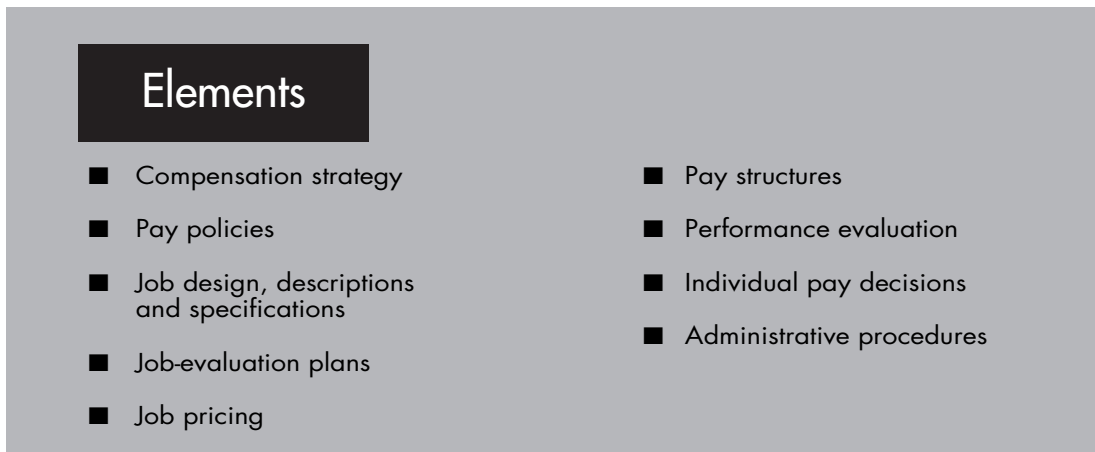 Elements
■ Compensation strategy
■ Pay policies
■ Job design, descriptions
and specifications
■ Job-evaluation plans
■ Job pricing
■ Pay structures
■ Performance evaluation
■ Individual pay decisions
■ Administrative procedures